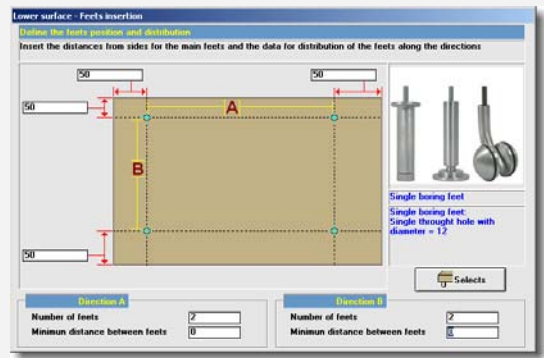 Lower surface - Feets insertion
Define the feets position and distribution
Insert the distances from sides for the main feets and the data for distribution of the feets along the directions
50
50
50
A
B
50
Single boring feet
Single boring feet:
Single throught hole with
diameter = 12
Selects
Direction A
Number of feets 2
Minimun distance between feets 0
Direction B
Number of feets 2
Minimun distance between feets 0